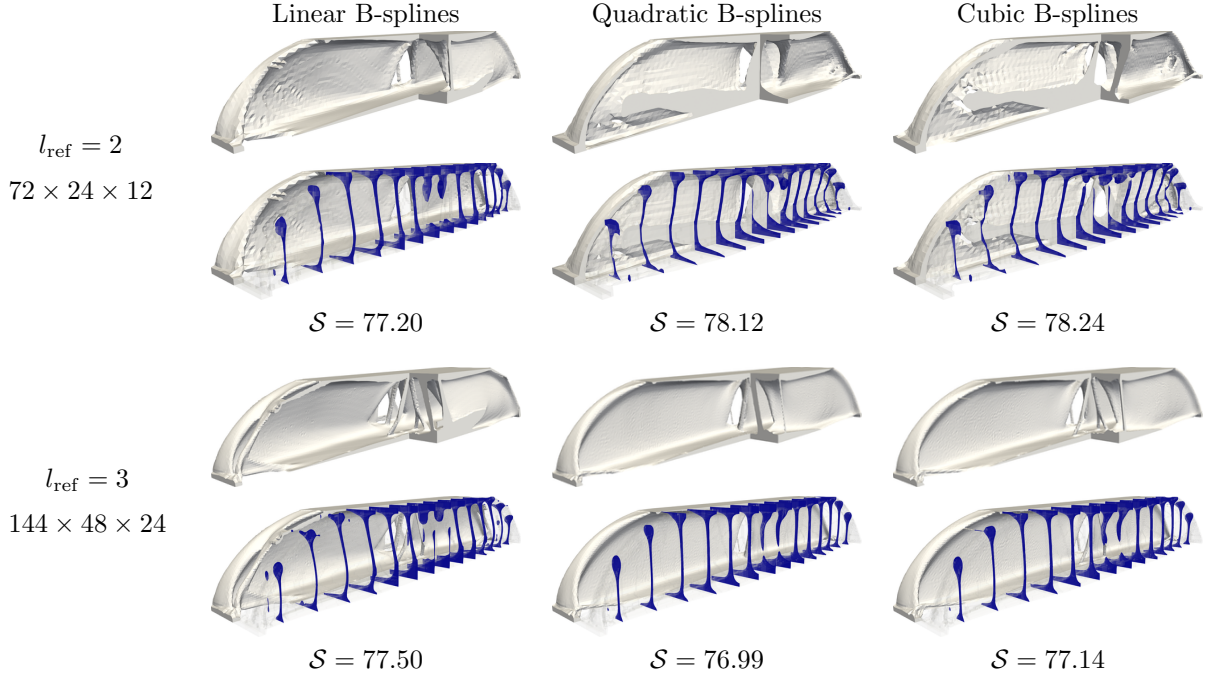 Linear B-splines Quadratic B-splines Cubic B-splines
l_ref = 2
72 × 24 × 12
𝒮 = 77.20 𝒮 = 78.12 𝒮 = 78.24
l_ref = 3
144 × 48 × 24
𝒮 = 77.50 𝒮 = 76.99 𝒮 = 77.14